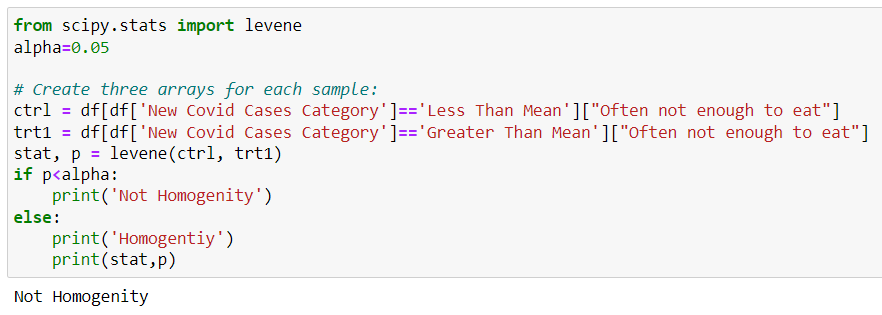 from scipy.stats import levene
alpha=0.05
# Create three arrays for each sample:
ctrl = df[df['New Covid Cases Category']=='Less Than Mean']["Often not enough to eat"]
trt1 = df[df['New Covid Cases Category']=='Greater Than Mean']["Often not enough to eat"]
stat, p = levene(ctrl, trt1)
if p<alpha:
    print('Not Homogenity')
else:
    print('Homogentiy')
    print(stat,p)
Not Homogenity